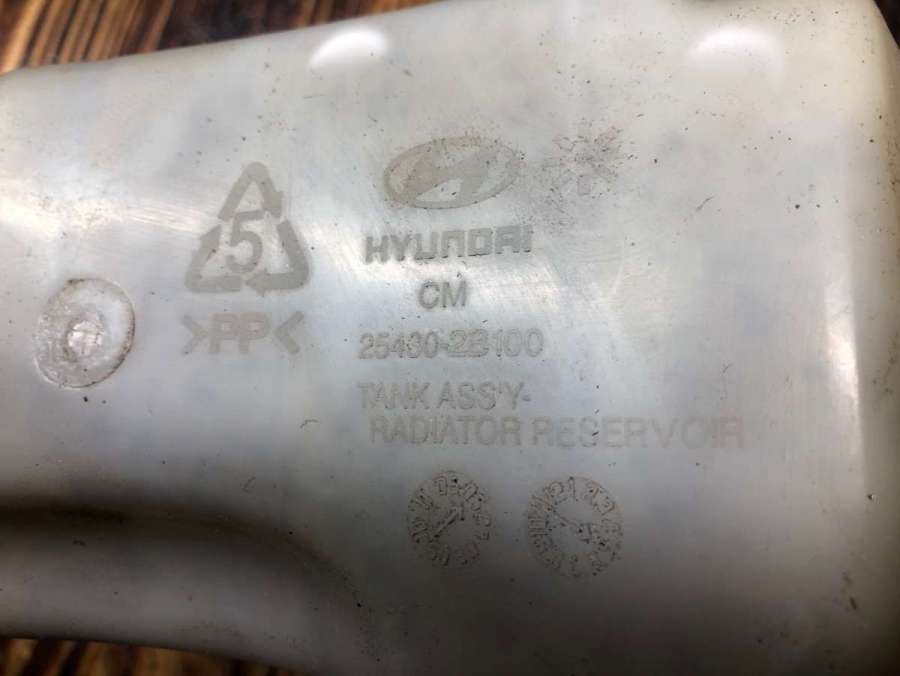 5
>PP<
HYUNDAI
CM
25430-2B100
TANK ASS'Y-
RADIATOR RESERVOIR